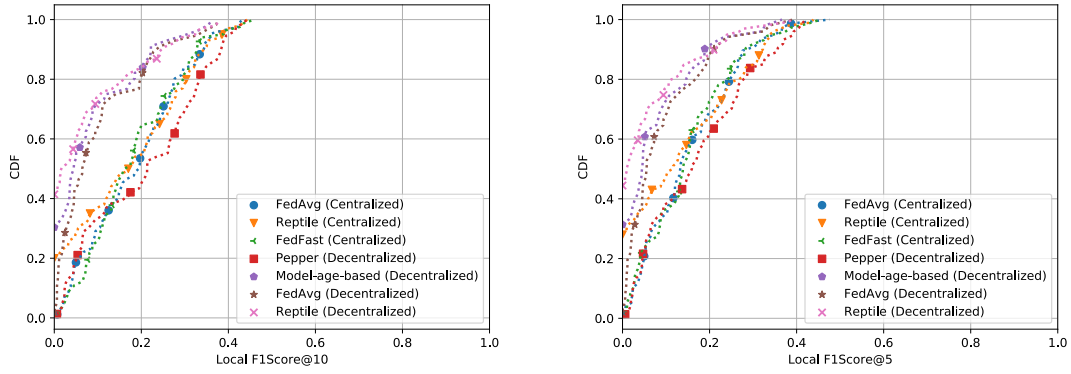 1.0
0.8
0.6
0.4
0.2
0.0
CDF
0.0 0.2 0.4 0.6 0.8 1.0
Local F1Score@10
FedAvg (Centralized)
Reptile (Centralized)
FedFast (Centralized)
Pepper (Decentralized)
Model-age-based (Decentralized)
FedAvg (Decentralized)
Reptile (Decentralized)
1.0
0.8
0.6
0.4
0.2
0.0
CDF
0.0 0.2 0.4 0.6 0.8 1.0
Local F1Score@5
FedAvg (Centralized)
Reptile (Centralized)
FedFast (Centralized)
Pepper (Decentralized)
Model-age-based (Decentralized)
FedAvg (Decentralized)
Reptile (Decentralized)